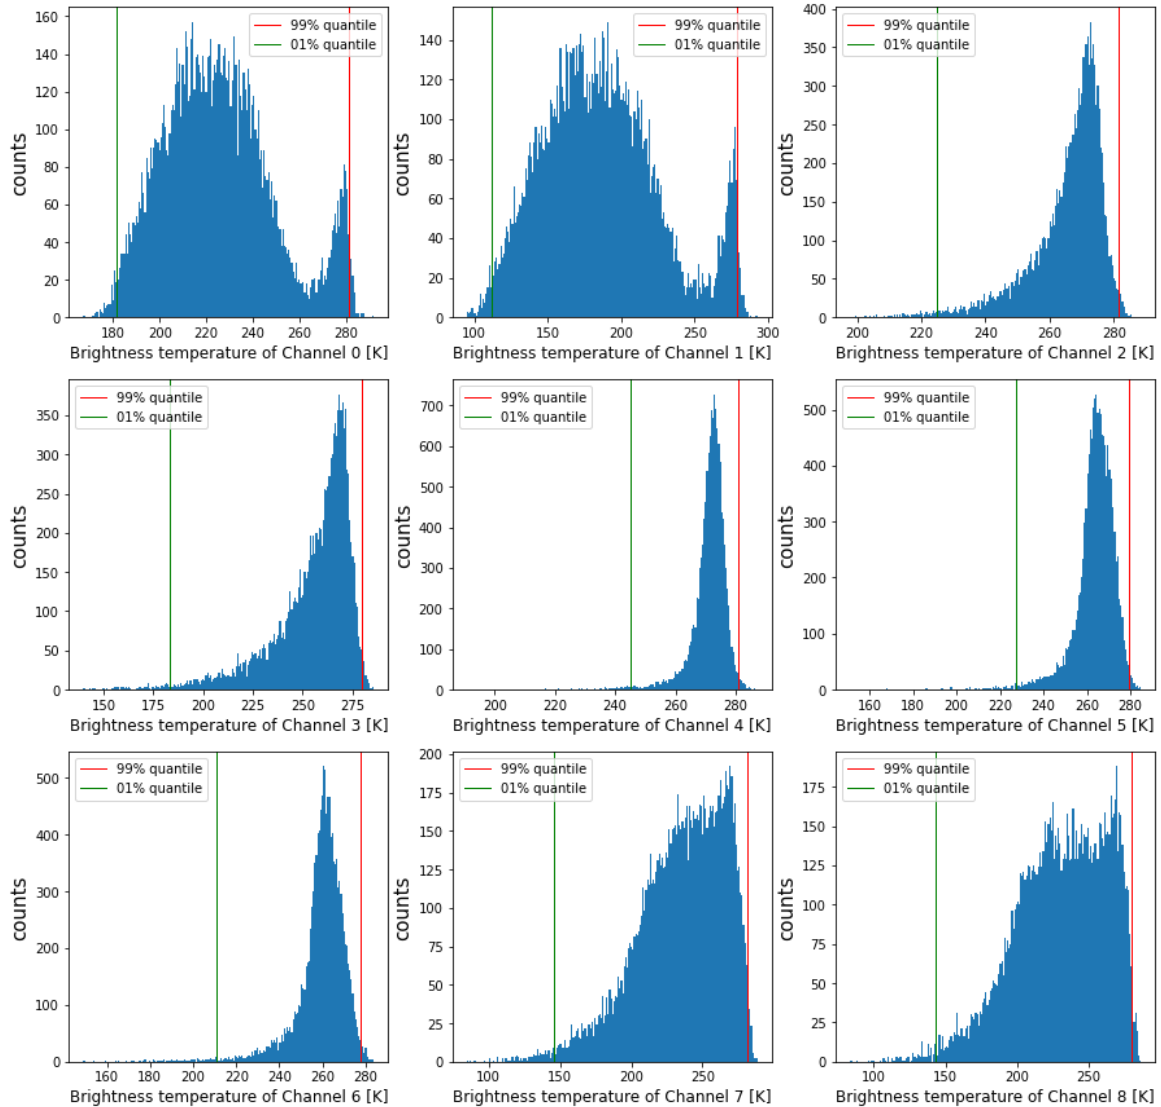 160
140
120
100
80
60
40
20
0
counts
99% quantile
01% quantile
180 200 220 240 260 280
Brightness temperature of Channel 0 [K]
140
120
100
80
60
40
20
0
counts
99% quantile
01% quantile
100 150 200 250 300
Brightness temperature of Channel 1 [K]
400
350
300
250
200
150
100
50
0
counts
99% quantile
01% quantile
200 220 240 260 280
Brightness temperature of Channel 2 [K]
350
300
250
200
150
100
50
0
counts
99% quantile
01% quantile
150 175 200 225 250 275
Brightness temperature of Channel 3 [K]
700
600
500
400
300
200
100
0
counts
99% quantile
01% quantile
200 220 240 260 280
Brightness temperature of Channel 4 [K]
500
400
300
200
100
0
counts
99% quantile
01% quantile
160 180 200 220 240 260 280
Brightness temperature of Channel 5 [K]
500
400
300
200
100
0
counts
99% quantile
01% quantile
160 180 200 220 240 260 280
Brightness temperature of Channel 6 [K]
200
175
150
125
100
75
50
25
0
counts
99% quantile
01% quantile
100 150 200 250
Brightness temperature of Channel 7 [K]
175
150
125
100
75
50
25
0
counts
99% quantile
01% quantile
100 150 200 250
Brightness temperature of Channel 8 [K]